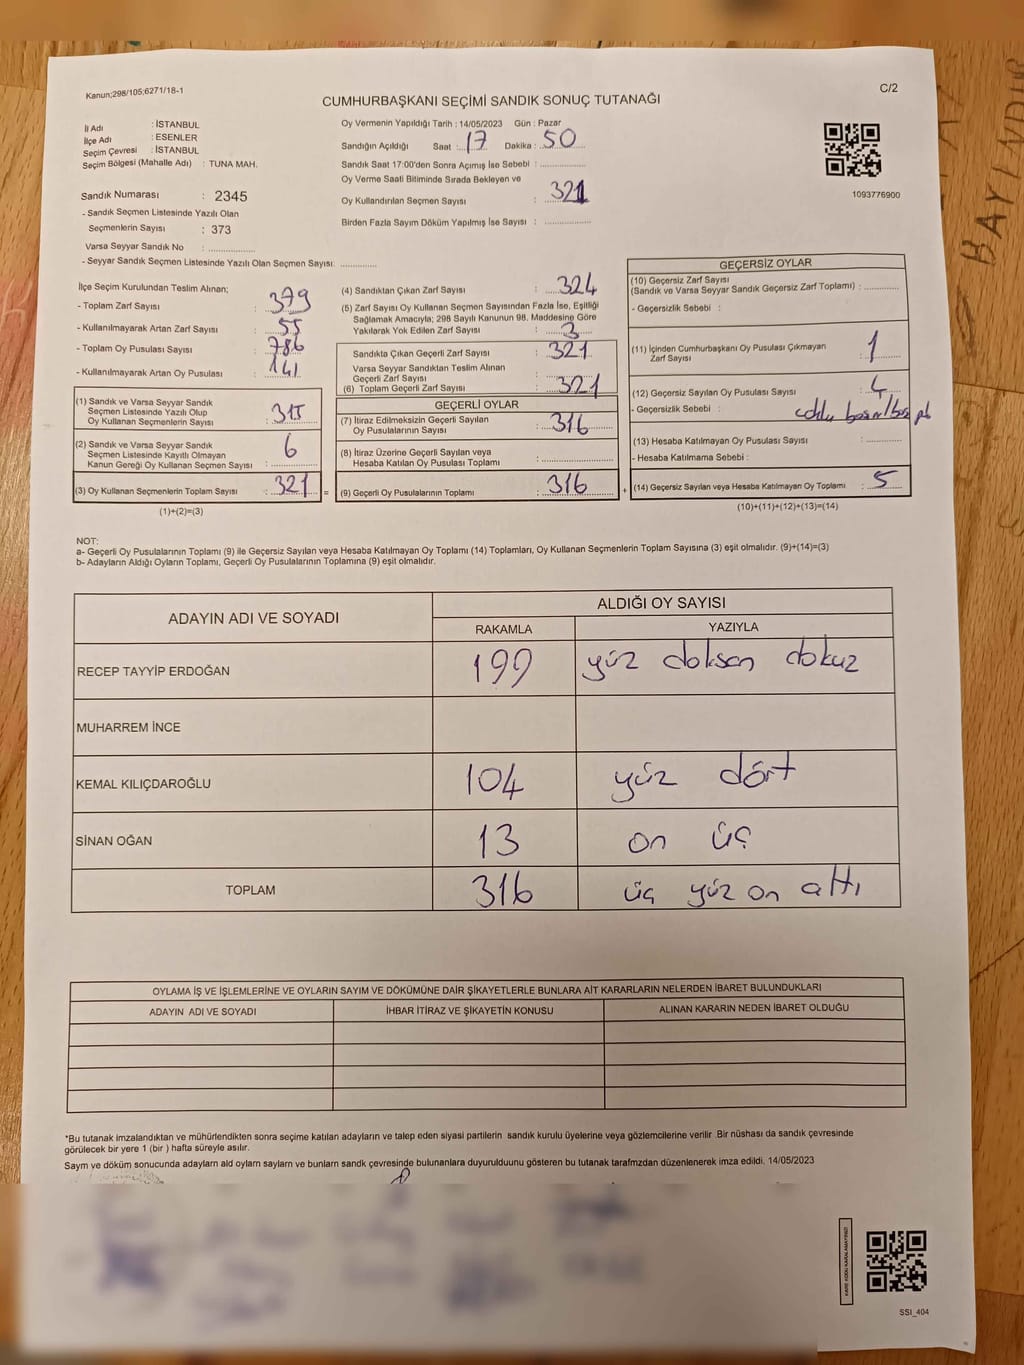 Kanun;298/105;6271/18-1
C/2
CUMHURBAŞKANI SEÇİMİ SANDIK SONUÇ TUTANAĞI
İl Adı : İSTANBUL
İlçe Adı : ESENLER
Seçim Çevresi : İSTANBUL
Seçim Bölgesi (Mahalle Adı) : TUNA MAH.
Oy Vermenin Yapıldığı Tarih : 14/05/2023 Gün : Pazar
Sandığın Açıldığı Saat : 17 Dakika : 50
Sandık Saat 17:00'den Sonra Açımış İse Sebebi :
Oy Verme Saati Bitiminde Sırada Bekleyen ve
Oy Kullandırılan Seçmen Sayısı : 321
Birden Fazla Sayım Döküm Yapılmış İse Sayısı :
1093776900
BAYINDIR
Sandık Numarası : 2345
- Sandık Seçmen Listesinde Yazılı Olan
Seçmenlerin Sayısı : 373
Varsa Seyyar Sandık No :
- Seyyar Sandık Seçmen Listesinde Yazılı Olan Seçmen Sayısı:
İlçe Seçim Kurulundan Teslim Alınan;
- Toplam Zarf Sayısı : 379
- Kullanılmayarak Artan Zarf Sayısı : 55
- Toplam Oy Pusulası Sayısı : 786
- Kullanılmayarak Artan Oy Pusulası : 141
(1) Sandık ve Varsa Seyyar Sandık
Seçmen Listesinde Yazılı Olup
Oy Kullanan Seçmenlerin Sayısı : 315
(2) Sandık ve Varsa Seyyar Sandık
Seçmen Listesinde Kayıtlı Olmayan
Kanun Gereği Oy Kullanan Seçmen Sayısı : 6
(3) Oy Kullanan Seçmenlerin Toplam Sayısı : 321 =
(1)+(2)=(3)
(4) Sandıktan Çıkan Zarf Sayısı : 324
(5) Zarf Sayısı Oy Kullanan Seçmen Sayısından Fazla İse, Eşitliği
Sağlamak Amacıyla; 298 Sayılı Kanunun 98. Maddesine Göre
Yakılarak Yok Edilen Zarf Sayısı : 3
Sandıkta Çıkan Geçerli Zarf Sayısı : 321
Varsa Seyyar Sandıktan Teslim Alınan
Geçerli Zarf Sayısı :
(6) Toplam Geçerli Zarf Sayısı : 321
GEÇERLİ OYLAR
(7) İtiraz Edilmeksizin Geçerli Sayılan
Oy Pusulalarının Sayısı : 316
(8) İtiraz Üzerine Geçerli Sayılan veya
Hesaba Katılan Oy Pusulası Toplamı :
(9) Geçerli Oy Pusulalarının Toplamı : 316 +
GEÇERSİZ OYLAR
(10) Geçersiz Zarf Sayısı
(Sandık ve Varsa Seyyar Sandık Geçersiz Zarf Toplamı) :
- Geçersizlik Sebebi :
(11) İçinden Cumhurbaşkanı Oy Pusulası Çıkmayan
Zarf Sayısı : 1
(12) Geçersiz Sayılan Oy Pusulası Sayısı : 4
- Geçersizlik Sebebi :
(13) Hesaba Katılmayan Oy Pusulası Sayısı :
- Hesaba Katılmama Sebebi :
(14) Geçersiz Sayılan veya Hesaba Katılmayan Oy Toplamı : 5
(10)+(11)+(12)+(13)=(14)
NOT:
a- Geçerli Oy Pusulalarının Toplamı (9) ile Geçersiz Sayılan veya Hesaba Katılmayan Oy Toplamı (14) Toplamları, Oy Kullanan Seçmenlerin Toplam Sayısına (3) eşit olmalıdır. (9)+(14)=(3)
b- Adayların Aldığı Oyların Toplamı, Geçerli Oy Pusulalarının Toplamına (9) eşit olmalıdır.
ADAYIN ADI VE SOYADI
ALDIĞI OY SAYISI
RAKAMLA YAZIYLA
RECEP TAYYİP ERDOĞAN 199 yüz doksan dokuz
MUHARREM İNCE
KEMAL KILIÇDAROĞLU 104 yüz dört
SİNAN OĞAN 13 on üç
TOPLAM 316 üç yüz on altı
OYLAMA İŞ VE İŞLEMLERİNE VE OYLARIN SAYIM VE DÖKÜMÜNE DAİR ŞİKAYETLERLE BUNLARA AİT KARARLARIN NELERDEN İBARET BULUNDUKLARI
ADAYIN ADI VE SOYADI İHBAR İTİRAZ VE ŞİKAYETİN KONUSU ALINAN KARARIN NEDEN İBARET OLDUĞU
*Bu tutanak imzalandıktan ve mühürlendikten sonra seçime katılan adayların ve talep eden siyasi partilerin sandık kurulu üyelerine veya gözlemcilerine verilir .Bir nüshası da sandık çevresinde
görülecek bir yere 1 (bir ) hafta süreyle asılır.
Saym ve döküm sonucunda adaylarn ald oylarn saylarn ve bunlarn sandk çevresinde bulunanlara duyurulduunu gösteren bu tutanak tarafmzdan düzenlenerek imza edildi. 14/05/2023
SSI_404